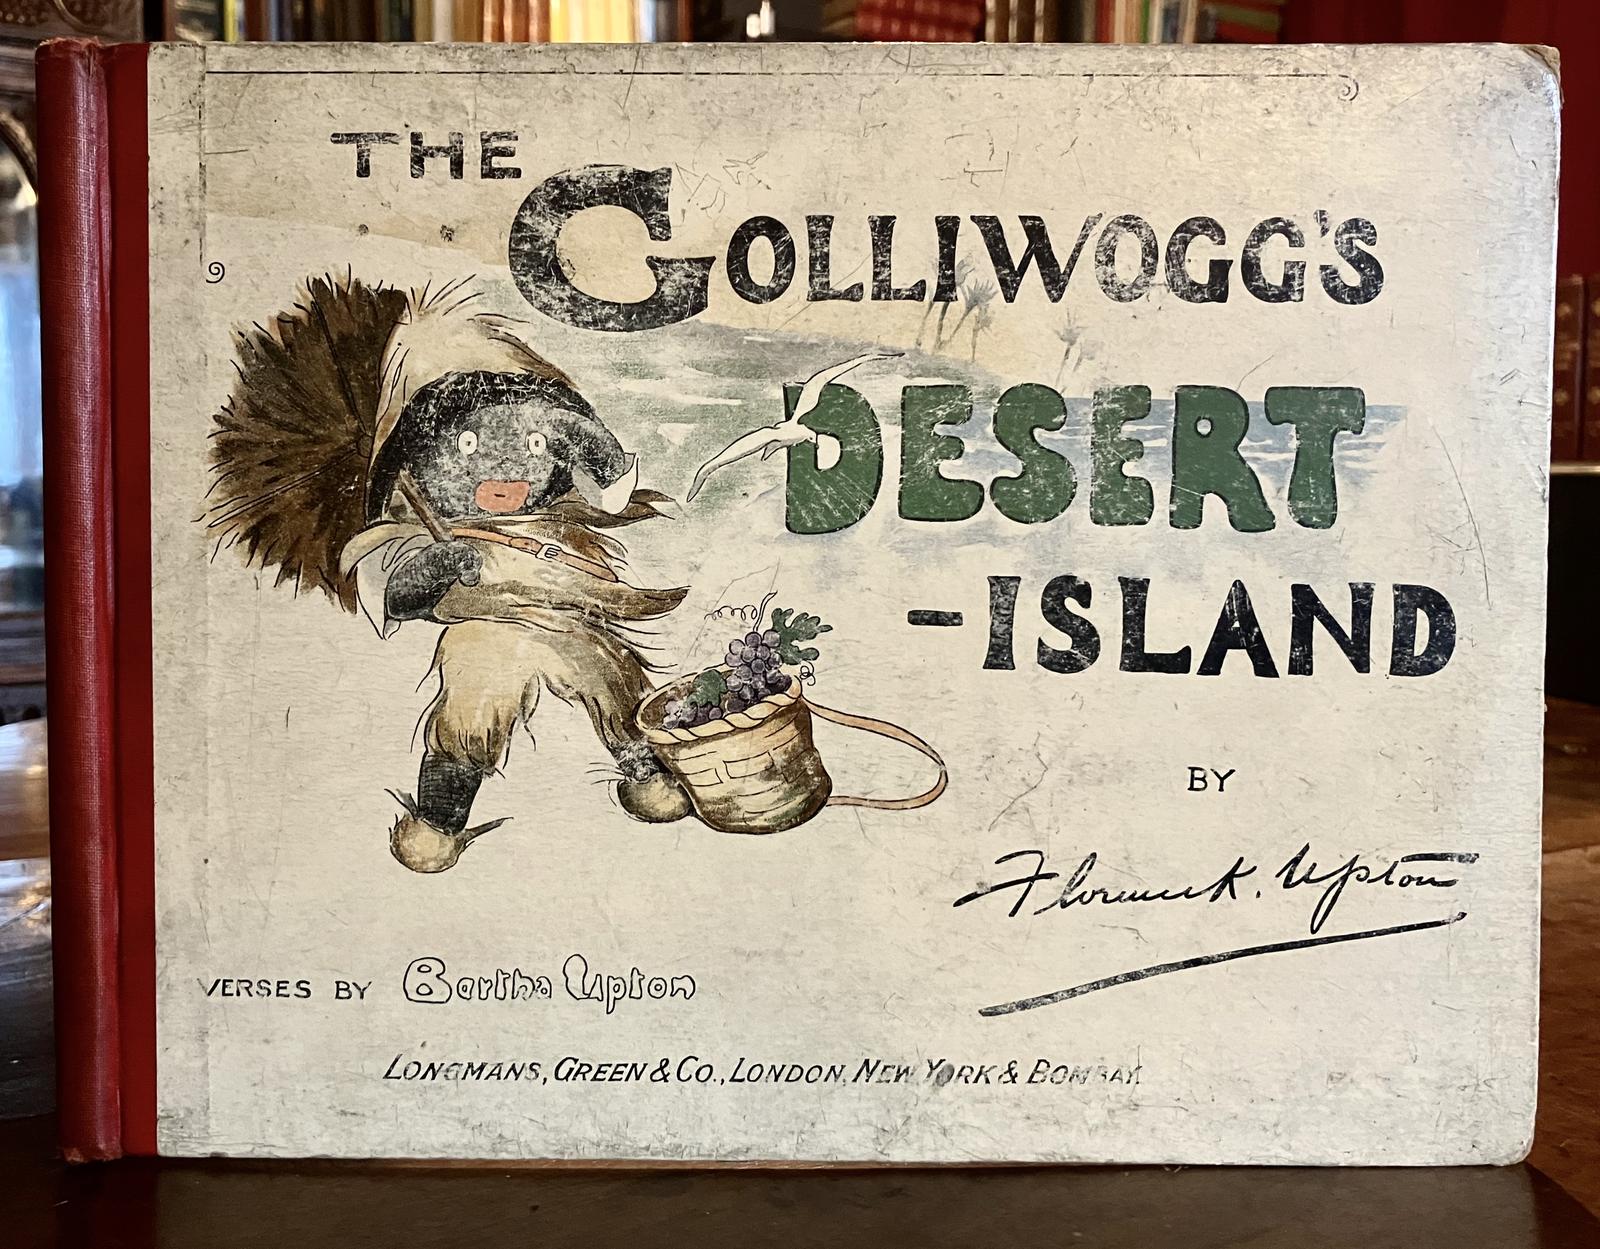 THE
GOLLIWOGG'S
DESERT
-ISLAND
BY
Florence K. Upton
VERSES BY Bertha Upton
LONGMANS, GREEN & CO., LONDON, NEW YORK & BOMBAY.